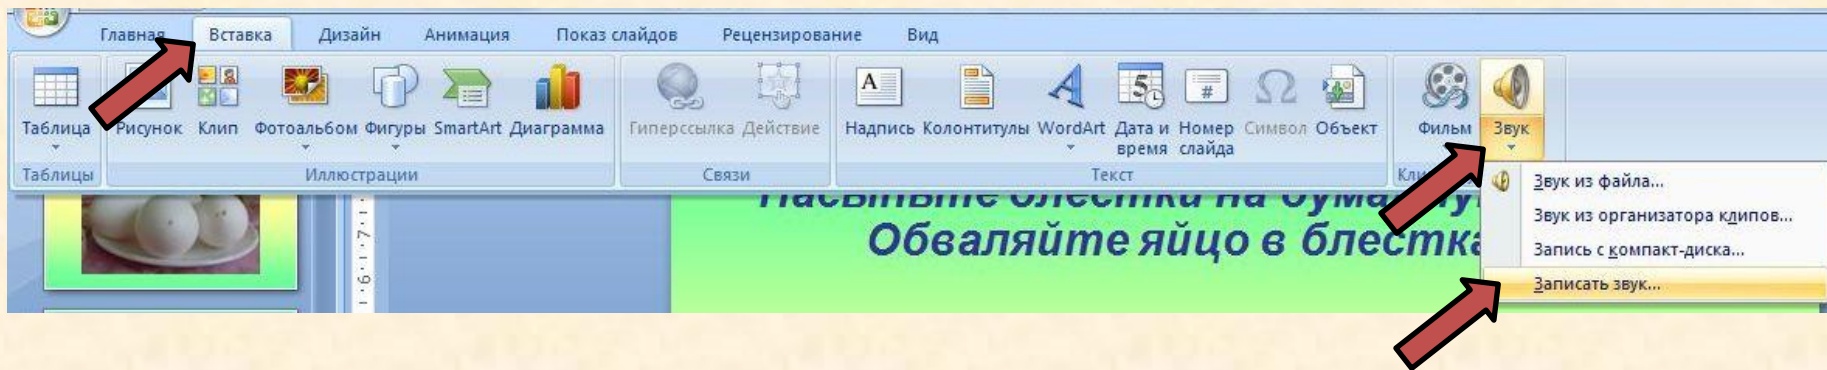 Главная Вставка Дизайн Анимация Показ слайдов Рецензирование Вид
Таблица Рисунок Клип Фотоальбом Фигуры SmartArt Диаграмма Гиперссылка Действие Надпись Колонтитулы WordArt Дата и время Номер слайда Символ Объект Фильм Звук
Таблицы Иллюстрации Связи Текст
Звук из файла...
Звук из организатора клипов...
Запись с компакт-диска...
Записать звук...
на
Обваляйте яйцо в